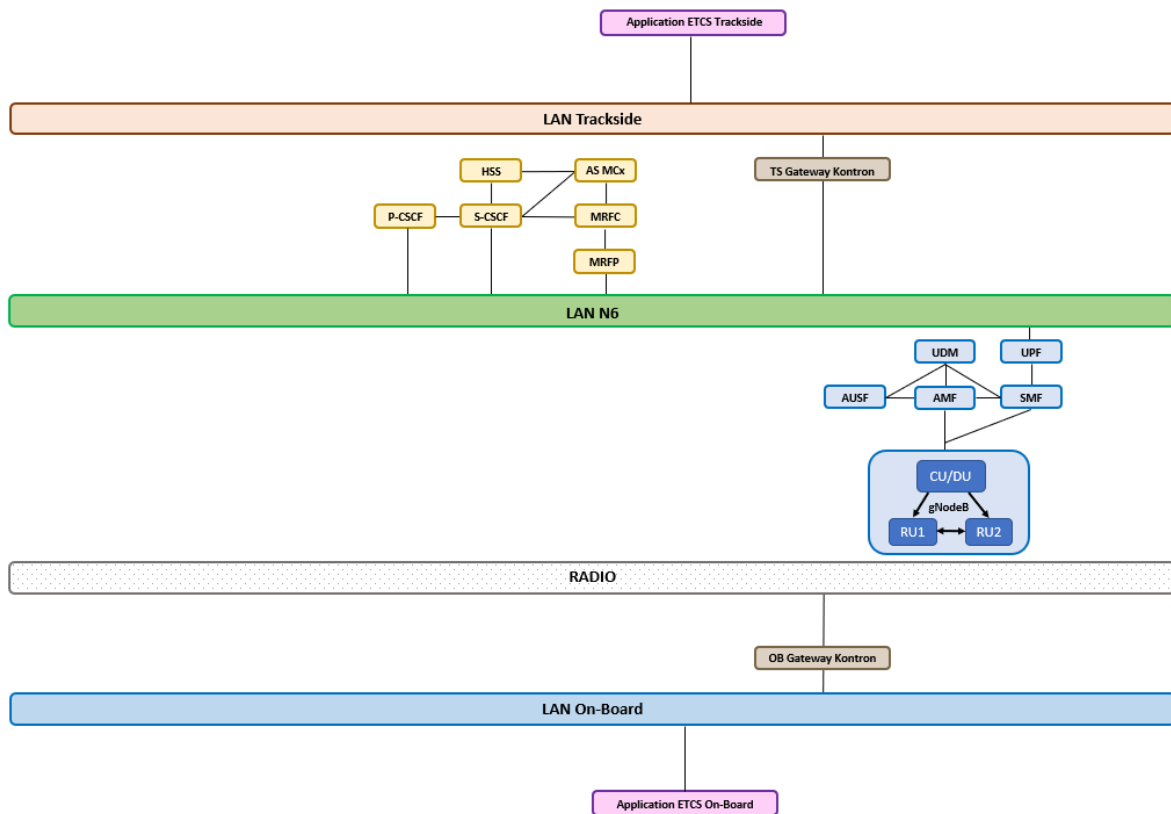 Application ETCS Trackside
LAN Trackside
HSS
AS MCx
TS Gateway Kontron
P-CSCF
S-CSCF
MRFC
MRFP
LAN N6
UDM
UPF
AUSF
AMF
SMF
CU/DU
gNodeB
RU1
RU2
RADIO
OB Gateway Kontron
LAN On-Board
Application ETCS On-Board